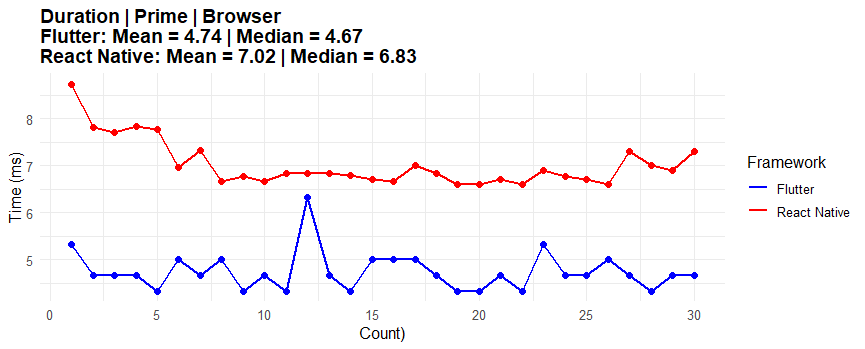 Duration | Prime | Browser
Flutter: Mean = 4.74 | Median = 4.67
React Native: Mean = 7.02 | Median = 6.83
Time (ms)
8
7
6
5
0 5 10 15 20 25 30
Count)
Framework
Flutter
React Native